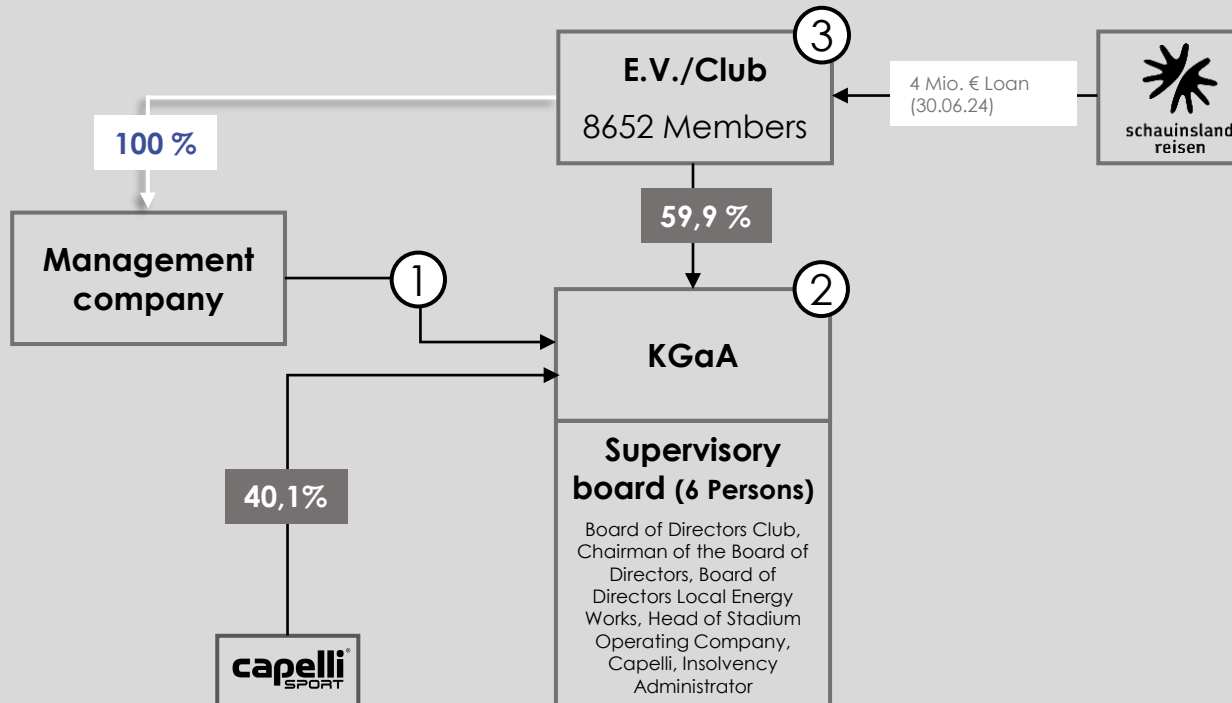 3
E.V./Club
8652 Members
4 Mio. € Loan
(30.06.24)
schauinsland
reisen
100 %
59,9 %
Management
company
1
2
KGaA
Supervisory
board (6 Persons)
Board of Directors Club,
Chairman of the Board of
Directors, Board of
Directors Local Energy
Works, Head of Stadium
Operating Company,
Capelli, Insolvency
Administrator
40,1%
capelli®
SPORT